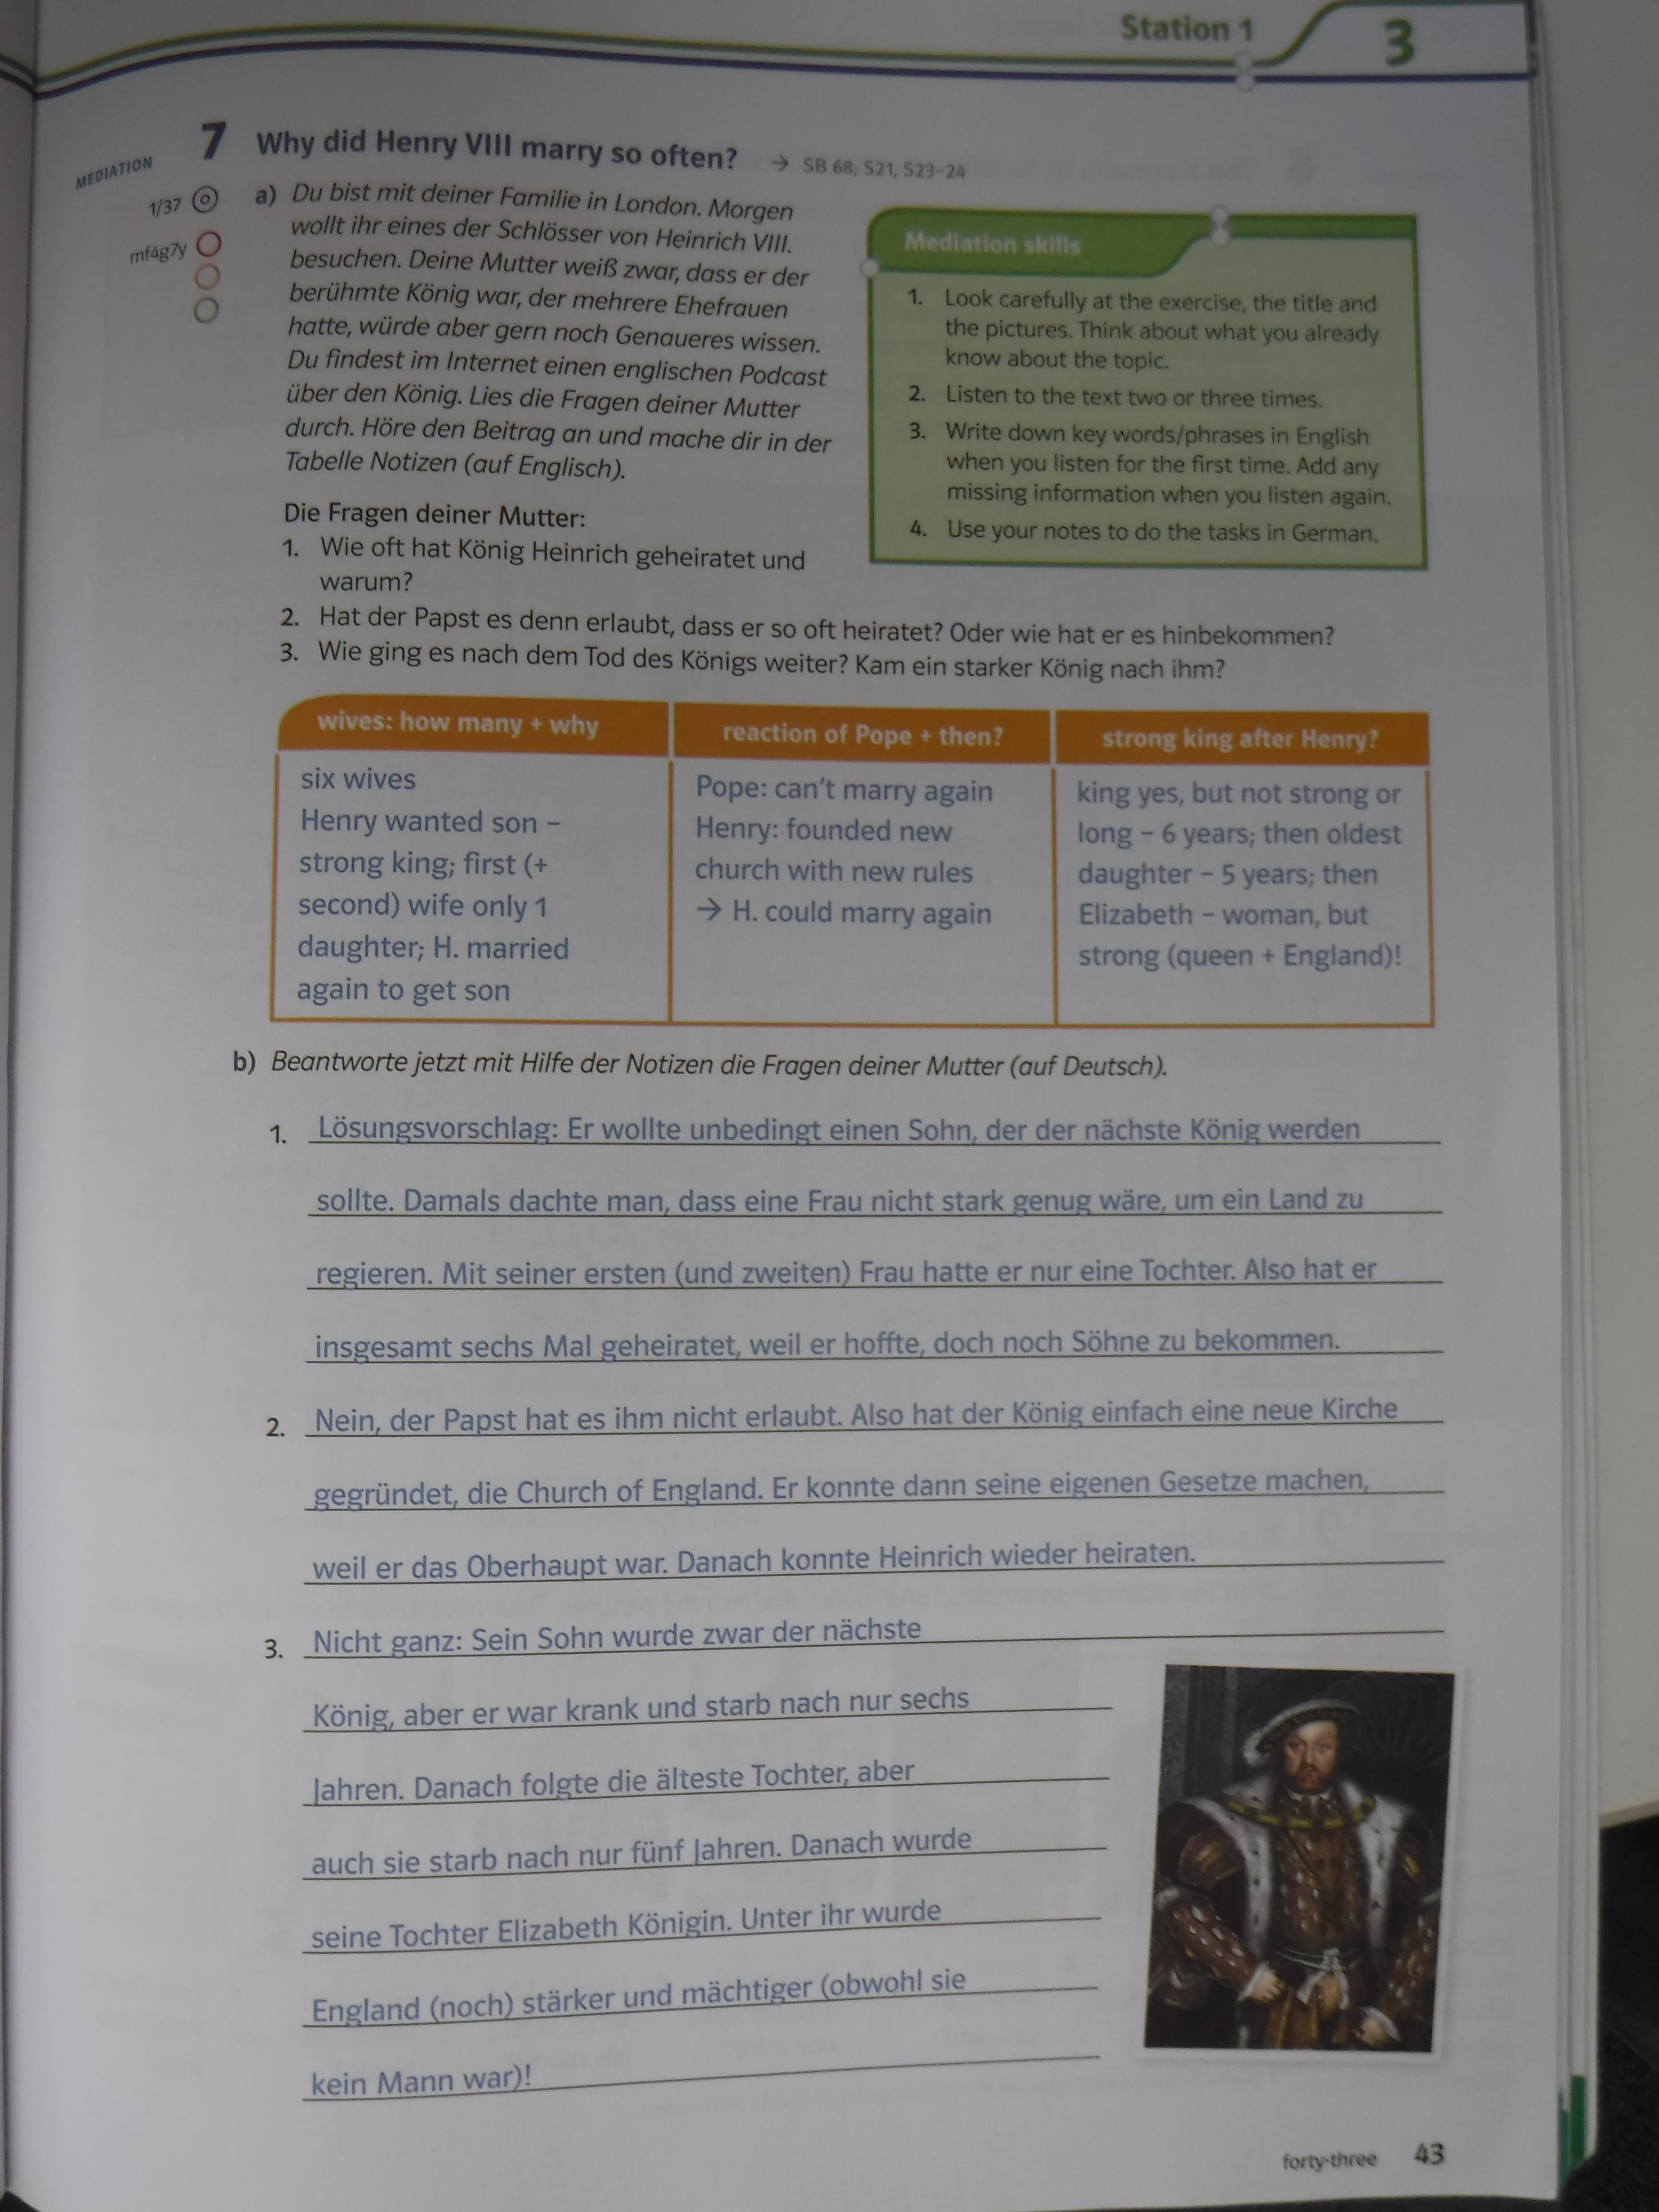 Station 1
3
MEDIATION
7 Why did Henry VIII marry so often? → SB 68; S21, S23–24
1/37
mf4g7y
a) Du bist mit deiner Familie in London. Morgen
wollt ihr eines der Schlösser von Heinrich VIII.
besuchen. Deine Mutter weiß zwar, dass er der
berühmte König war, der mehrere Ehefrauen
hatte, würde aber gern noch Genaueres wissen.
Du findest im Internet einen englischen Podcast
über den König. Lies die Fragen deiner Mutter
durch. Höre den Beitrag an und mache dir in der
Tabelle Notizen (auf Englisch).
Mediation skills
1. Look carefully at the exercise, the title and
the pictures. Think about what you already
know about the topic.
2. Listen to the text two or three times.
3. Write down key words/phrases in English
when you listen for the first time. Add any
missing information when you listen again.
4. Use your notes to do the tasks in German.
Die Fragen deiner Mutter:
1. Wie oft hat König Heinrich geheiratet und
warum?
2. Hat der Papst es denn erlaubt, dass er so oft heiratet? Oder wie hat er es hinbekommen?
3. Wie ging es nach dem Tod des Königs weiter? Kam ein starker König nach ihm?
wives: how many + why
six wives
Henry wanted son –
strong king; first (+
second) wife only 1
daughter; H. married
again to get son
reaction of Pope + then?
Pope: can't marry again
Henry: founded new
church with new rules
→ H. could marry again
strong king after Henry?
king yes, but not strong or
long – 6 years; then oldest
daughter – 5 years; then
Elizabeth – woman, but
strong (queen + England)!
b) Beantworte jetzt mit Hilfe der Notizen die Fragen deiner Mutter (auf Deutsch).
1. Lösungsvorschlag: Er wollte unbedingt einen Sohn, der der nächste König werden
sollte. Damals dachte man, dass eine Frau nicht stark genug wäre, um ein Land zu
regieren. Mit seiner ersten (und zweiten) Frau hatte er nur eine Tochter. Also hat er
insgesamt sechs Mal geheiratet, weil er hoffte, doch noch Söhne zu bekommen.
2. Nein, der Papst hat es ihm nicht erlaubt. Also hat der König einfach eine neue Kirche
gegründet, die Church of England. Er konnte dann seine eigenen Gesetze machen,
weil er das Oberhaupt war. Danach konnte Heinrich wieder heiraten.
3. Nicht ganz: Sein Sohn wurde zwar der nächste
König, aber er war krank und starb nach nur sechs
Jahren. Danach folgte die älteste Tochter, aber
auch sie starb nach nur fünf Jahren. Danach wurde
seine Tochter Elizabeth Königin. Unter ihr wurde
England (noch) stärker und mächtiger (obwohl sie
kein Mann war)!
forty-three 43